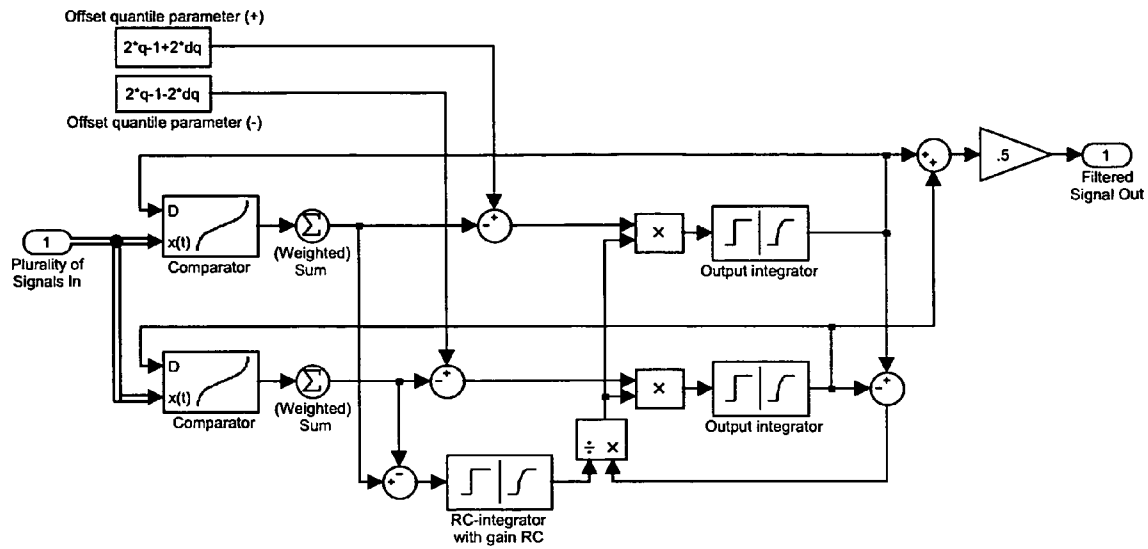 Offset quantile parameter (+)
2*q-1+2*dq
2*q-1-2*dq
Offset quantile parameter (-)
+
+
.5
1
Filtered
Signal Out
D
x(t)
Comparator
Σ
(Weighted)
Sum
-
+
×
Output integrator
1
Plurality of
Signals In
D
x(t)
Comparator
Σ
(Weighted)
Sum
-
+
×
Output integrator
-
+
÷ ×
+
-
RC-integrator
with gain RC